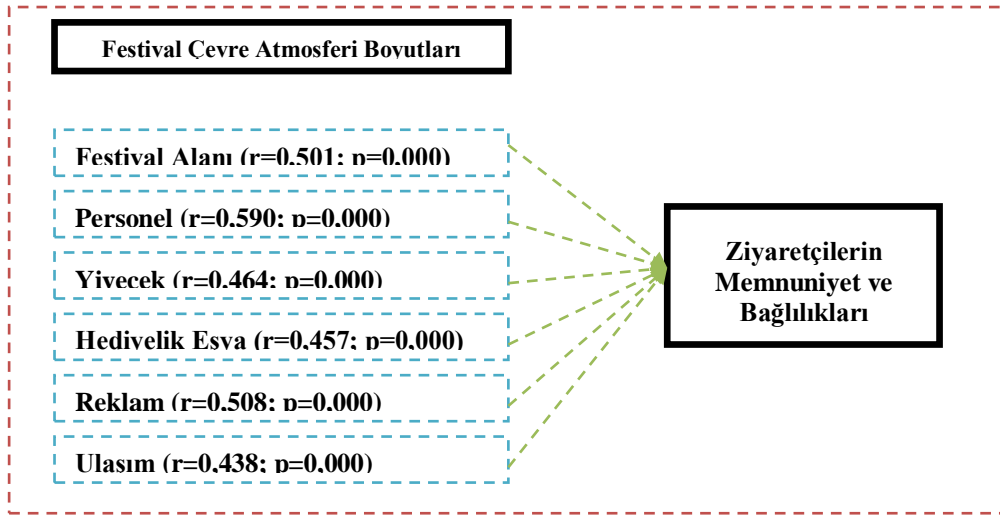 Festival Çevre Atmosferi Boyutları
Festival Alanı (r=0,501; p=0,000)
Personel (r=0,590; p=0,000)
Yiyecek (r=0,464; p=0,000)
Hediyelik Eşya (r=0,457; p=0,000)
Reklam (r=0,508; p=0,000)
Ulaşım (r=0,438; p=0,000)
Ziyaretçilerin
Memnuniyet ve
Bağlılıkları